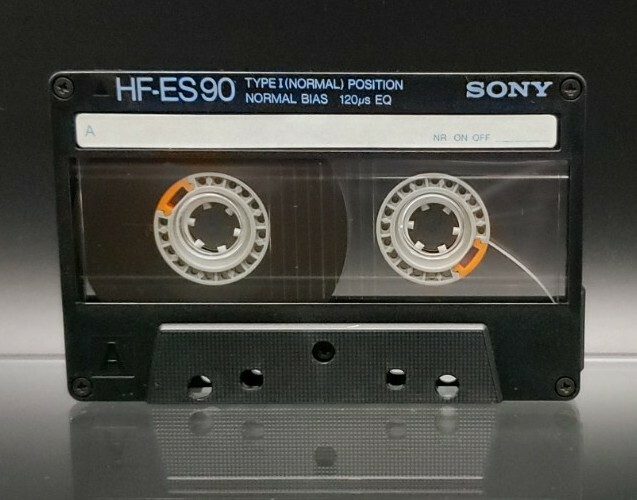 HF-ES90 TYPE I (NORMAL) POSITION SONY
NORMAL BIAS 120μs EQ
A NR ON OFF
A